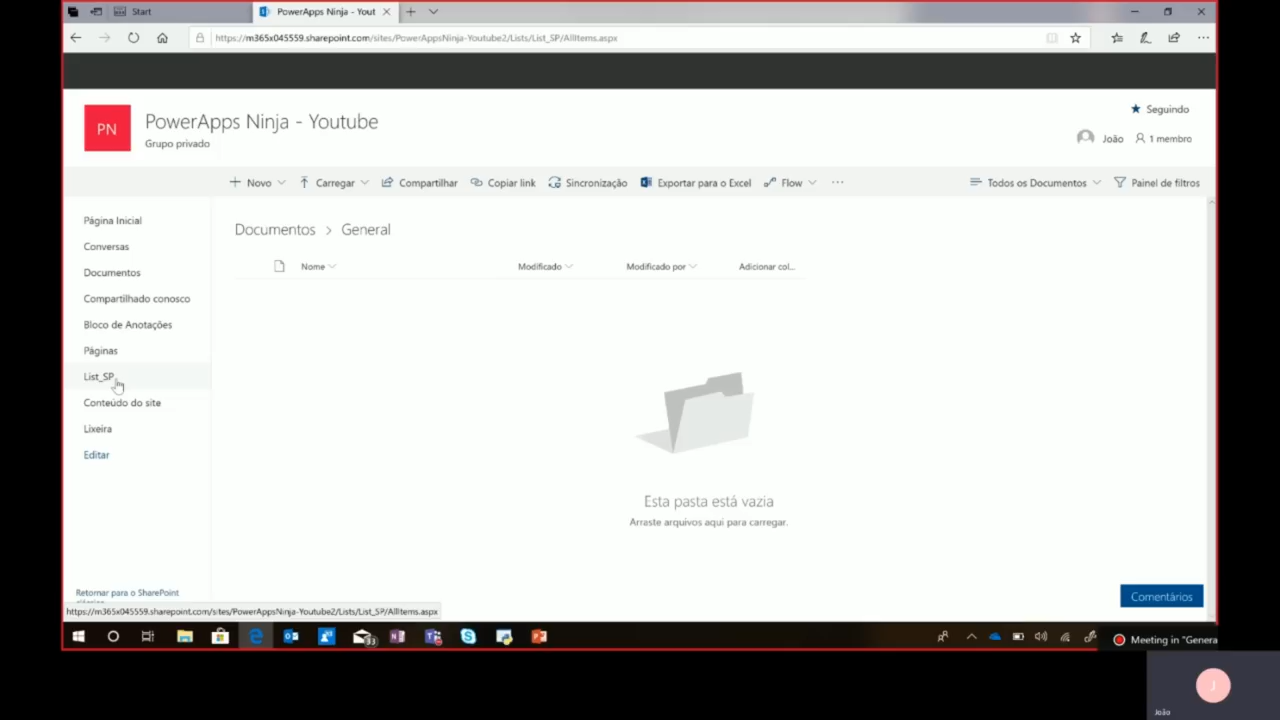 Start
PowerApps Ninja - Yout
https://m365x045559.sharepoint.com/sites/PowerAppsNinja-Youtube2/Lists/List_SP/AllItems.aspx
PN
PowerApps Ninja - Youtube
Grupo privado
Seguindo
João
1 membro
Novo
Carregar
Compartilhar
Copiar link
Sincronização
Exportar para o Excel
Flow
Todos os Documentos
Painel de filtros
Página Inicial
Conversas
Documentos
Compartilhado conosco
Bloco de Anotações
Páginas
List_SP
Conteúdo do site
Lixeira
Editar
Documentos > General
Nome
Modificado
Modificado por
Adicionar col...
Esta pasta está vazia
Arraste arquivos aqui para carregar.
Retornar para o SharePoint
Comentários
https://m365x045559.sharepoint.com/sites/PowerAppsNinja-Youtube2/Lists/List_SP/AllItems.aspx
33
Meeting in "Genera
J
João